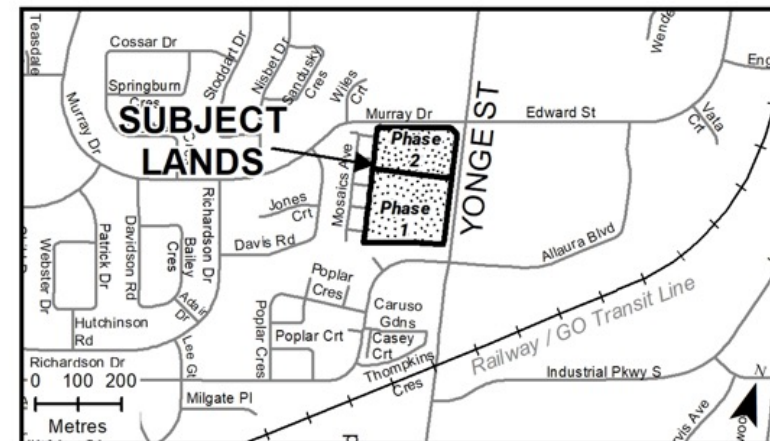 Teasdale
Cossar Dr
Stoddart Dr
Nisbet Dr
Sandusky
Cres
Wiles
Crt
Wende
Eng
Springburn
Cres
Murray Dr
Murray Dr
Edward St
Vata
Crt
SUBJECT
LANDS
Phase
2
Phase
1
YONGE ST
Mosaics Ave
Jones
Crt
Davis Rd
Allaura Blvd
Richardson Dr
Bailey
Cres
Davidson Rd
Patrick Dr
Webster Dr
Adair
Dr
Hutchinson
Rd
Poplar
Cres
Poplar Cres
Poplar Crt
Caruso
Gdns
Casey
Crt
Thompkins
Cres
Railway / GO Transit Line
Industrial Pkwy S
Lee Gt
Richardson Dr
0 100 200
Metres
Milgate Pl
N